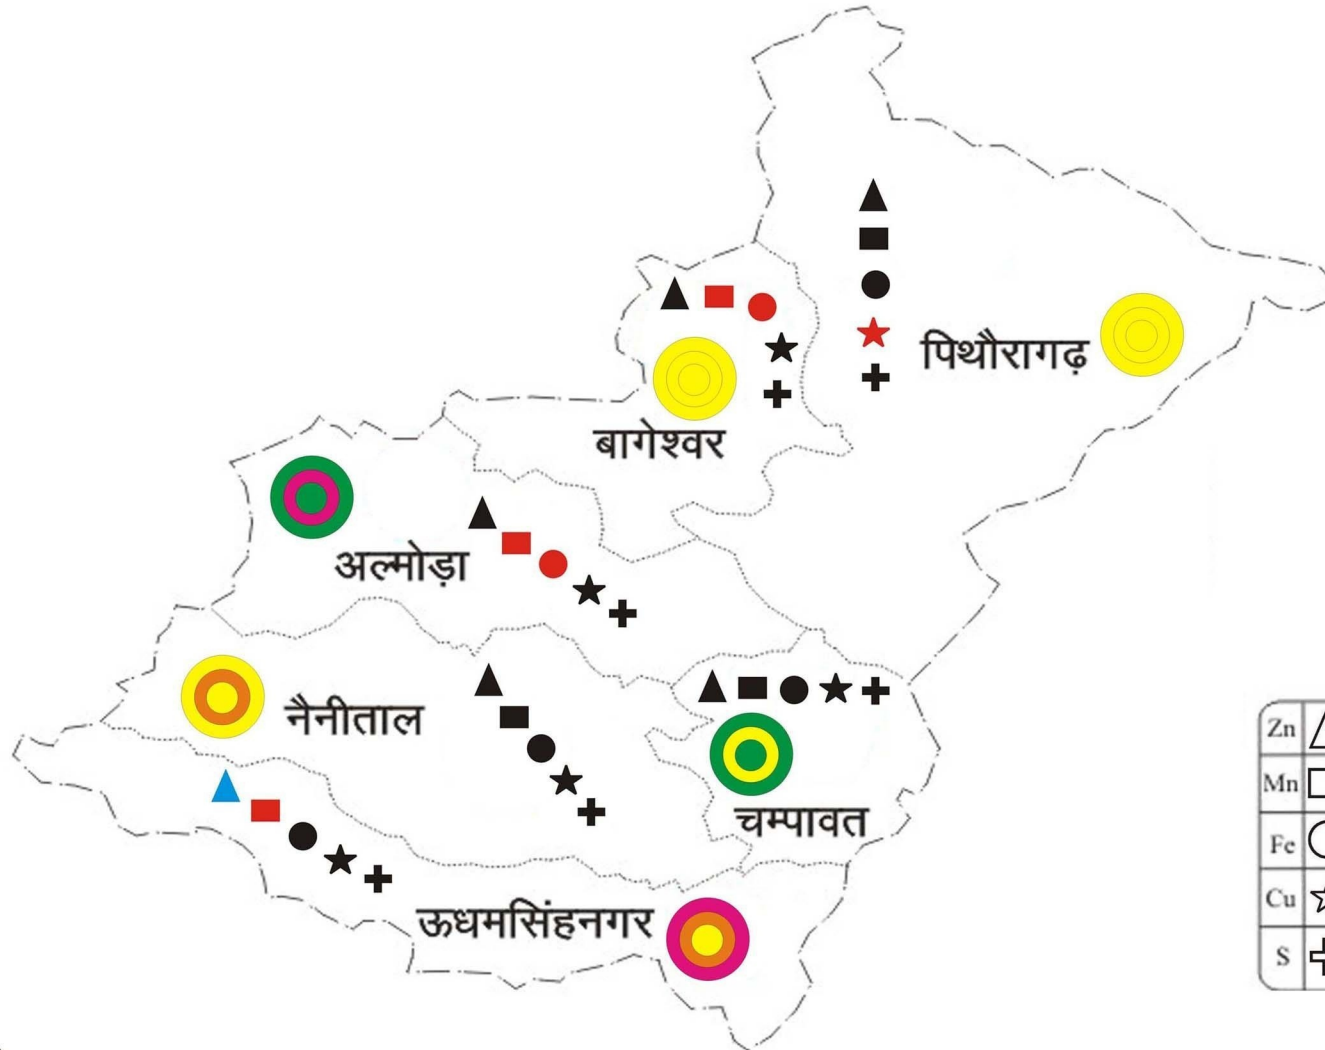 पिथौरागढ़
बागेश्वर
अल्मोड़ा
नैनीताल
चम्पावत
ऊधमसिंहनगर
Zn
Mn
Fe
Cu
S